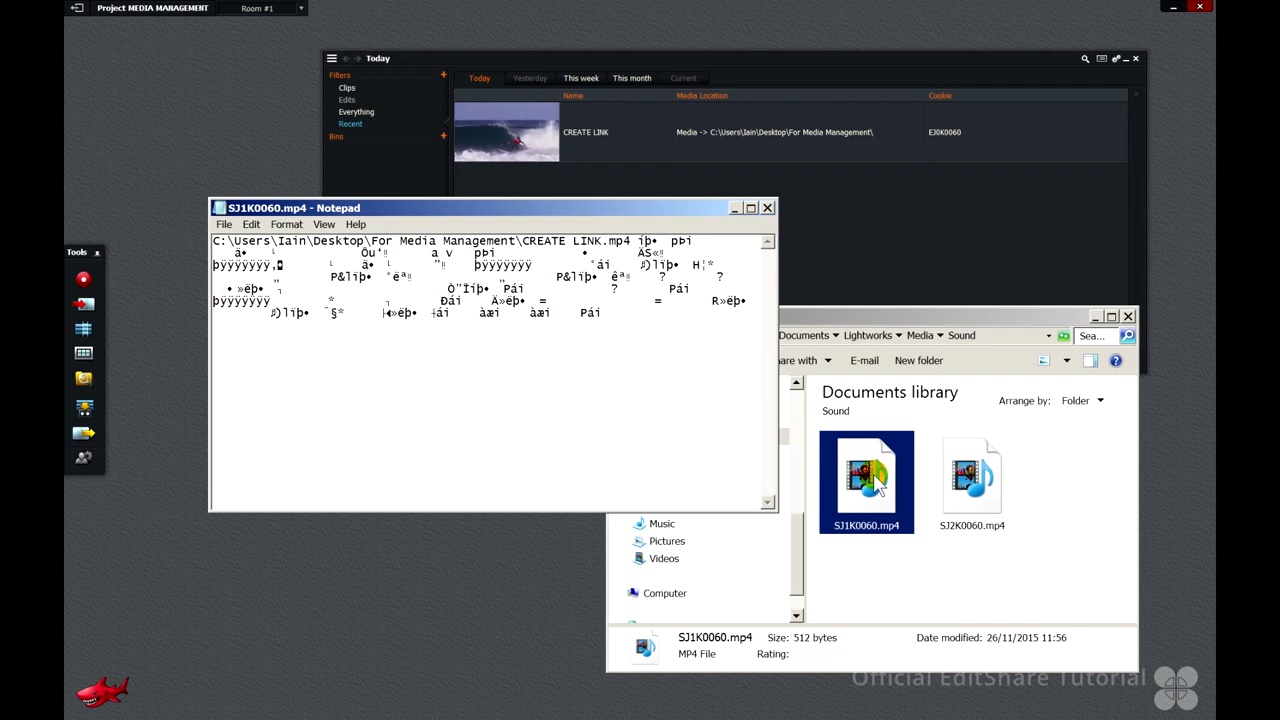 Project MEDIA MANAGEMENT
Room #1
Today
Filters
Clips
Edits
Everything
Recent
Bins
Today Yesterday This week This month Current
Name Media Location Cookie
CREATE LINK Media -> C:\Users\Iain\Desktop\For Media Management\ EJ0K0060
SJ1K0060.mp4 - Notepad
File Edit Format View Help
C:\Users\Iain\Desktop\For Media Management\CREATE LINK.mp4
Tools
Documents Lightworks Media Sound
Sea...
are with E-mail New folder
Documents library
Sound
Arrange by: Folder
SJ1K0060.mp4
SJ2K0060.mp4
Music
Pictures
Videos
Computer
SJ1K0060.mp4 Size: 512 bytes Date modified: 26/11/2015 11:56
MP4 File Rating:
Official EditShare Tutorial